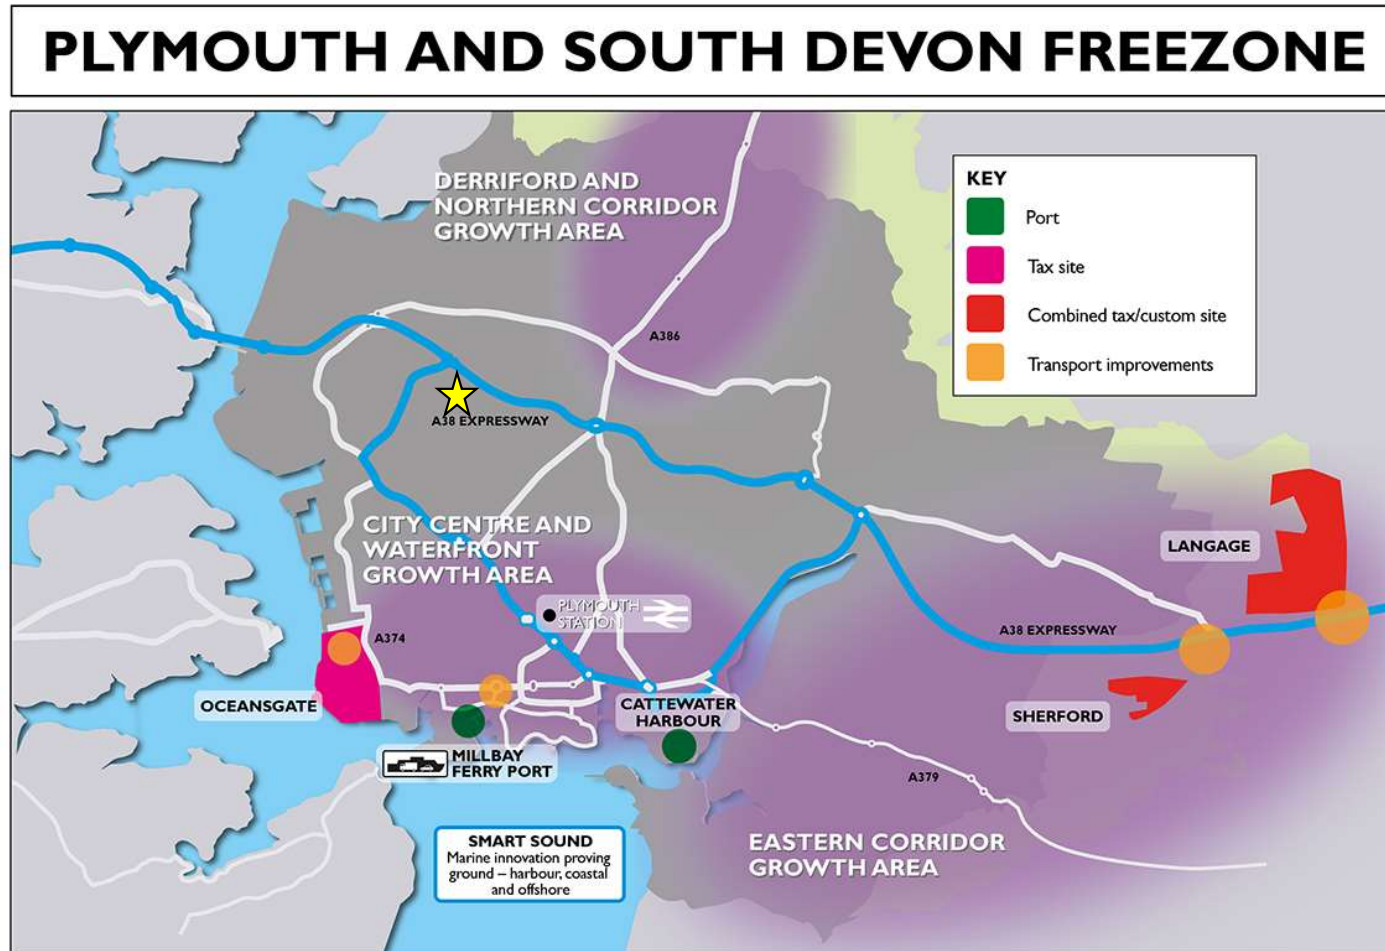 PLYMOUTH AND SOUTH DEVON FREEZONE
DERRIFORD AND
NORTHERN CORRIDOR
GROWTH AREA
KEY
Port
Tax site
Combined tax/custom site
Transport improvements
A386
A38 EXPRESSWAY
CITY CENTRE AND
WATERFRONT
GROWTH AREA
LANGAGE
PLYMOUTH
STATION
A374
A38 EXPRESSWAY
OCEANSGATE
CATTEWATER
HARBOUR
SHERFORD
MILLBAY
FERRY PORT
A379
SMART SOUND
Marine innovation proving
ground – harbour, coastal
and offshore
EASTERN CORRIDOR
GROWTH AREA